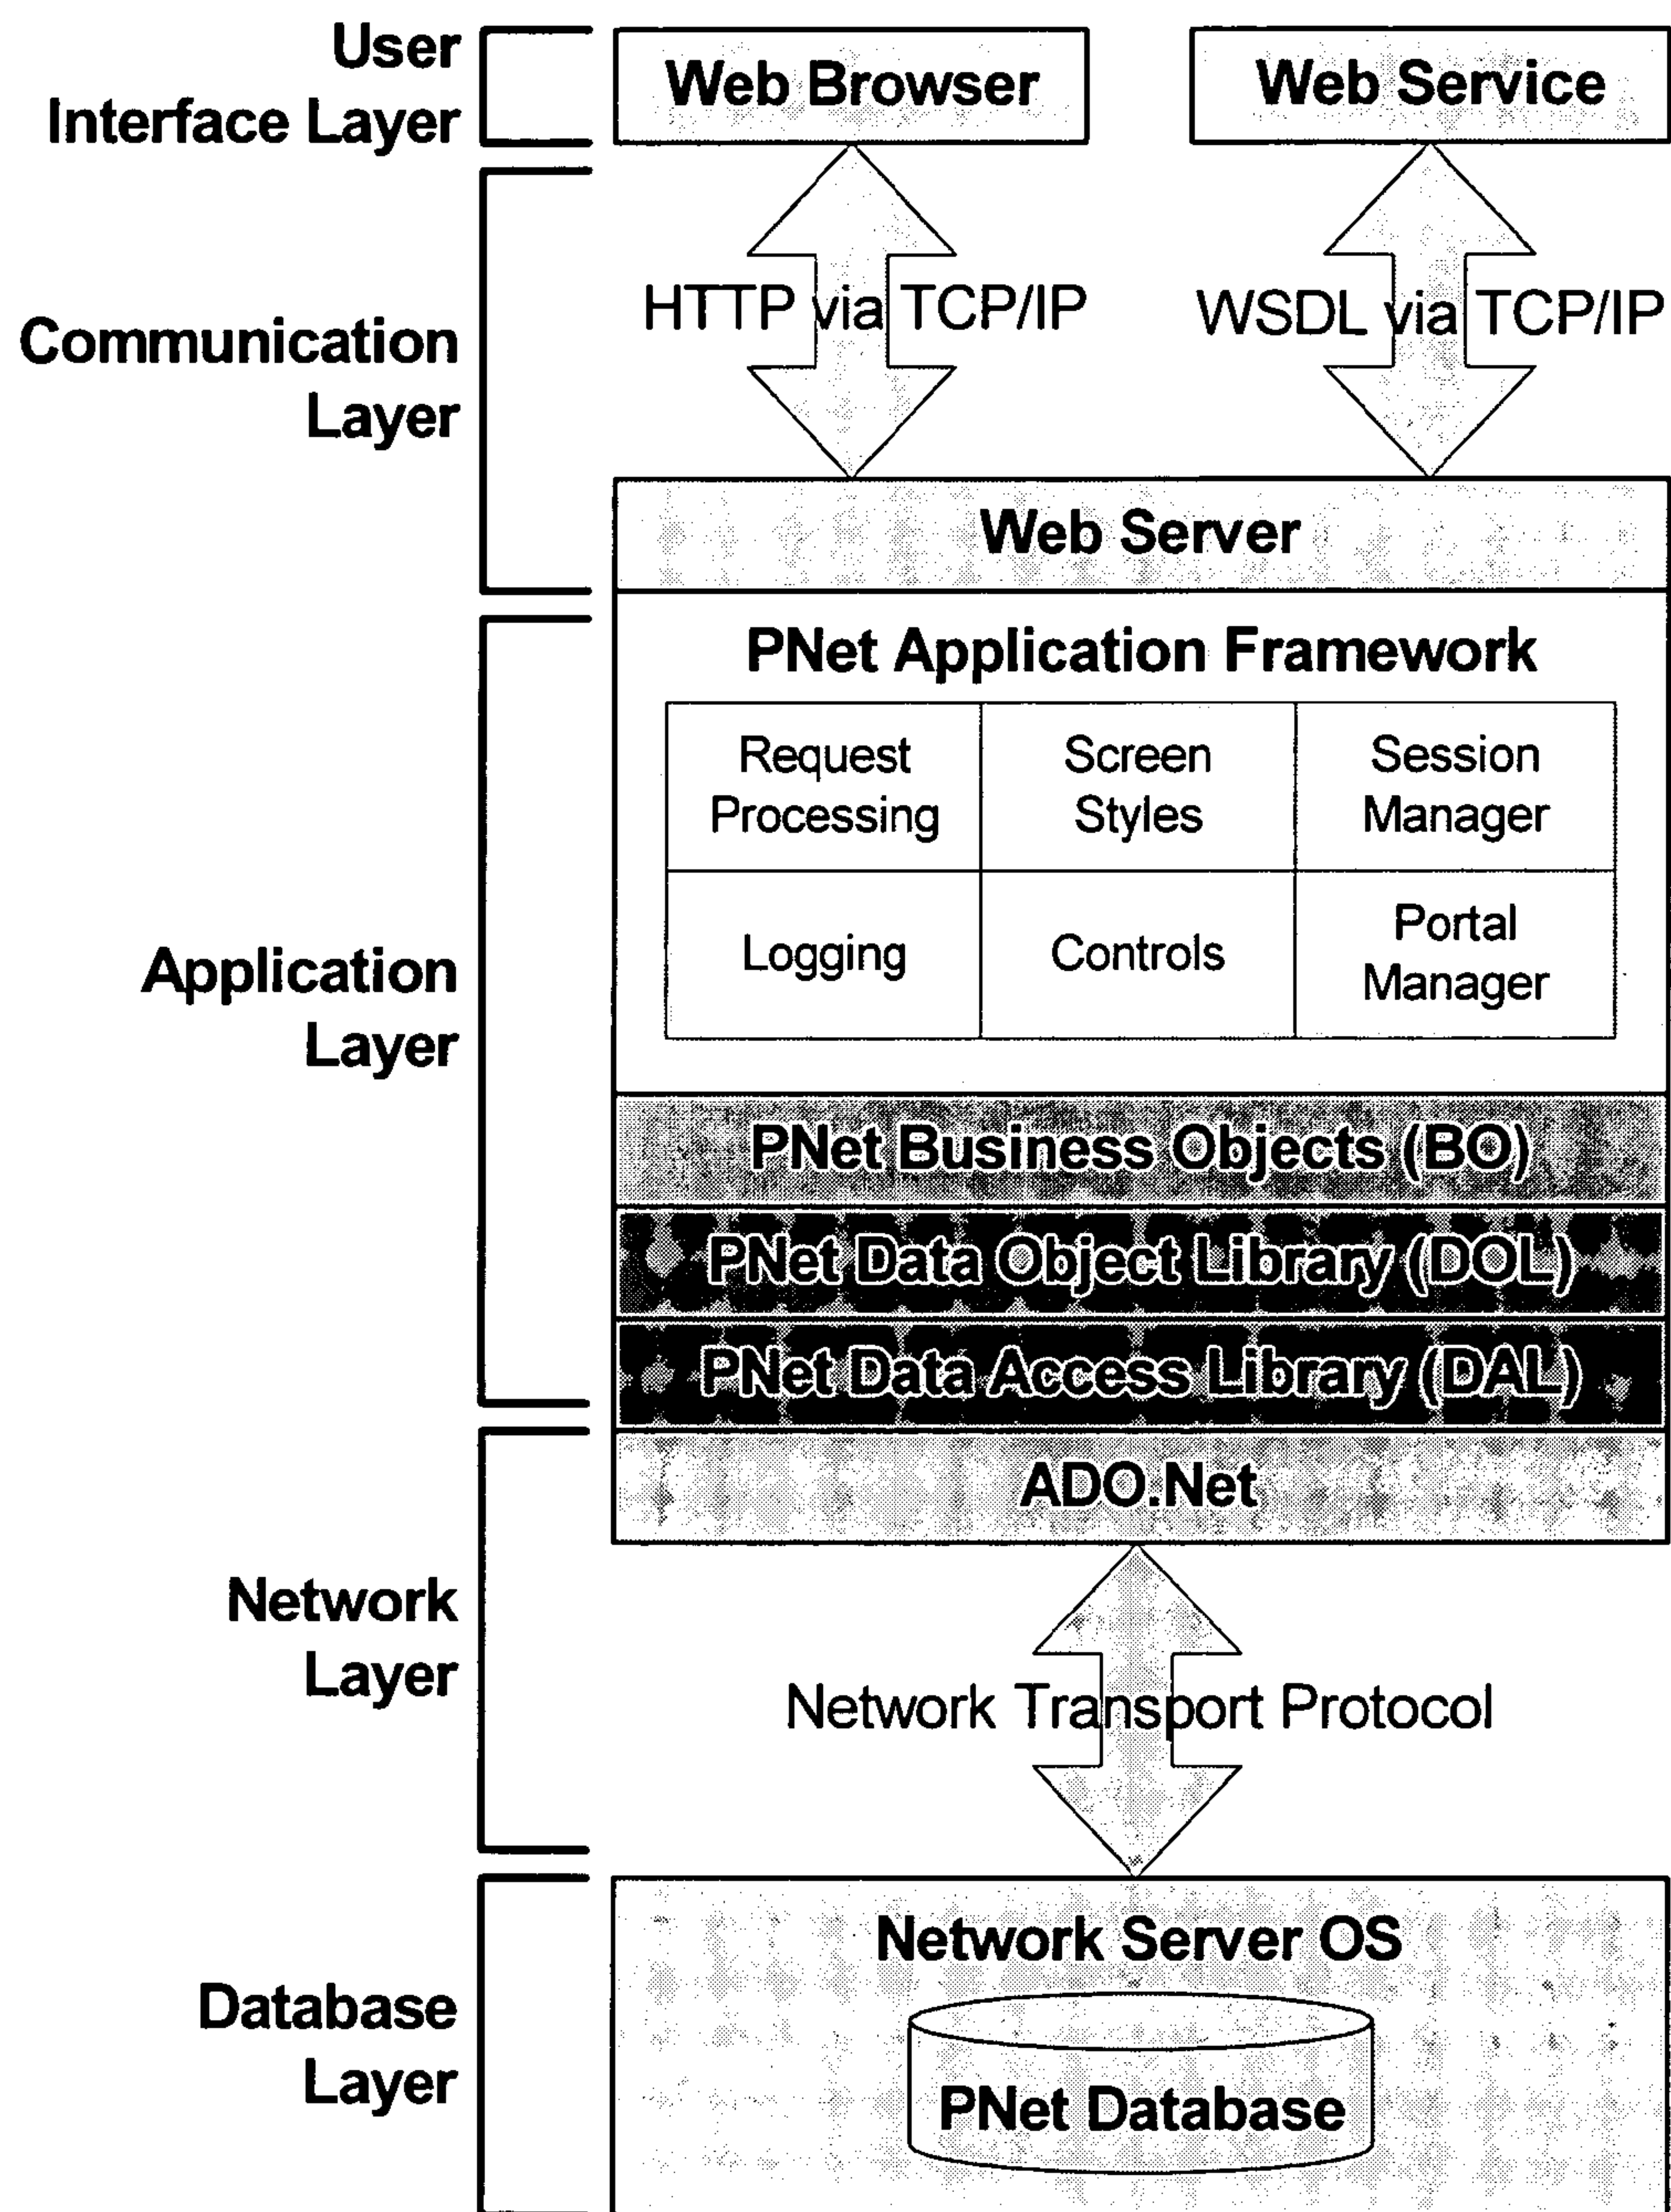 User
Interface Layer
Web Browser
Web Service
Communication
Layer
HTTP via TCP/IP
WSDL via TCP/IP
Web Server
Application
Layer
PNet Application Framework
Request
Processing
Screen
Styles
Session
Manager
Logging
Controls
Portal
Manager
PNet Business Objects (BO)
PNet Data Object Library (DOL)
PNet Data Access Library (DAL)
Network
Layer
ADO.Net
Network Transport Protocol
Database
Layer
Network Server OS
PNet Database